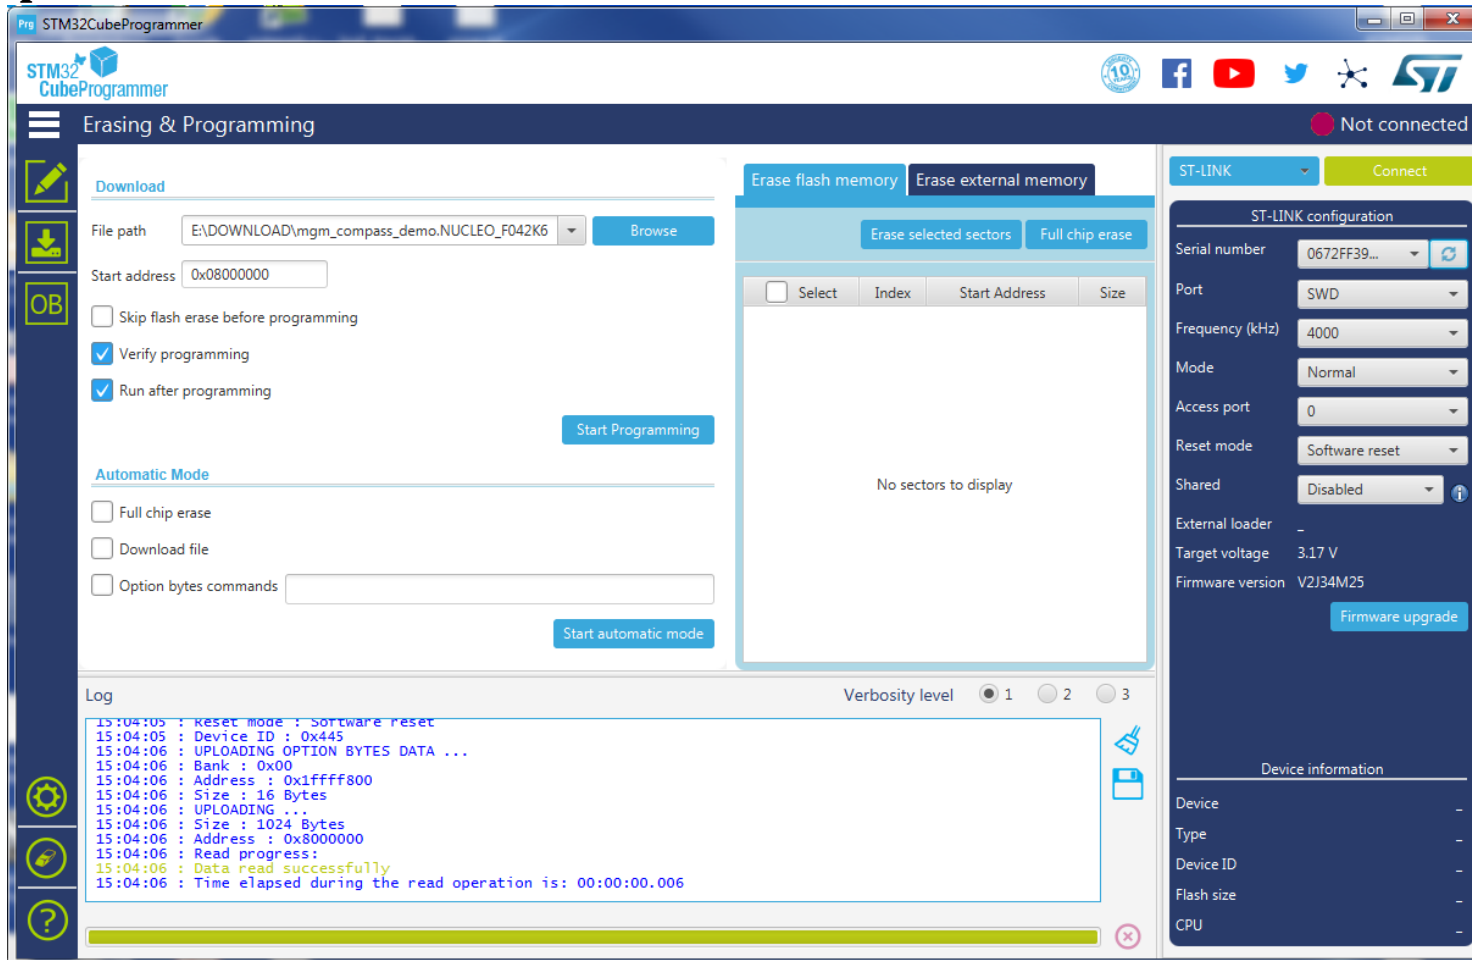 Prg STM32CubeProgrammer
STM32
CubeProgrammer
10
ST
Erasing & Programming
Not connected
Download
File path E:\DOWNLOAD\mgm_compass_demo.NUCLEO_F042K6 Browse
Start address 0x08000000
Skip flash erase before programming
Verify programming
Run after programming
Start Programming
Automatic Mode
Full chip erase
Download file
Option bytes commands
Start automatic mode
OB
Erase flash memory Erase external memory
Erase selected sectors Full chip erase
Select Index Start Address Size
No sectors to display
ST-LINK Connect
ST-LINK configuration
Serial number 0672FF39...
Port SWD
Frequency (kHz) 4000
Mode Normal
Access port 0
Reset mode Software reset
Shared Disabled
External loader _
Target voltage 3.17 V
Firmware version V2J34M25
Firmware upgrade
Device information
Device _
Type _
Device ID _
Flash size _
CPU _
Log Verbosity level 1 2 3
15:04:05 : Reset mode : Software reset
15:04:05 : Device ID : 0x445
15:04:06 : UPLOADING OPTION BYTES DATA ...
15:04:06 : Bank : 0x00
15:04:06 : Address : 0x1ffff800
15:04:06 : Size : 16 Bytes
15:04:06 : UPLOADING ...
15:04:06 : Size : 1024 Bytes
15:04:06 : Address : 0x8000000
15:04:06 : Read progress:
15:04:06 : Data read successfully
15:04:06 : Time elapsed during the read operation is: 00:00:00.006